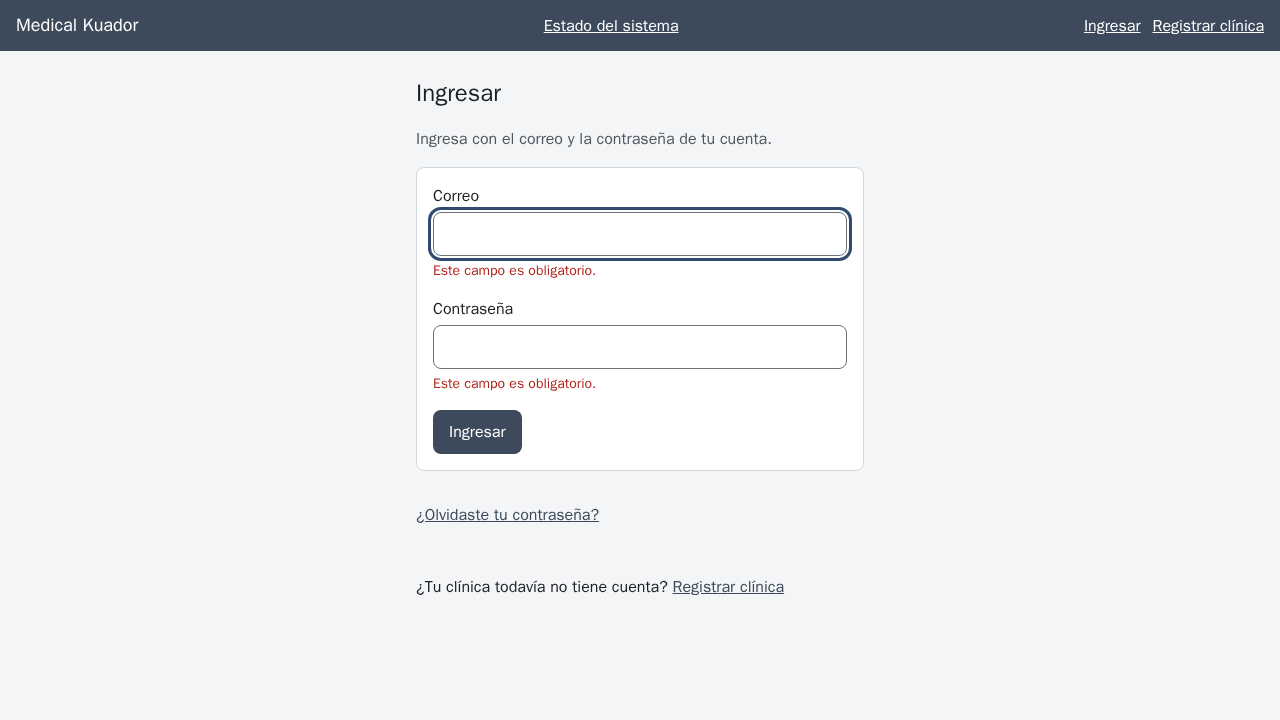 Medical Kuador
Estado del sistema
Ingresar
Registrar clínica
Ingresar
Ingresa con el correo y la contraseña de tu cuenta.
Correo
Este campo es obligatorio.
Contraseña
Este campo es obligatorio.
Ingresar
¿Olvidaste tu contraseña?
¿Tu clínica todavía no tiene cuenta? Registrar clínica